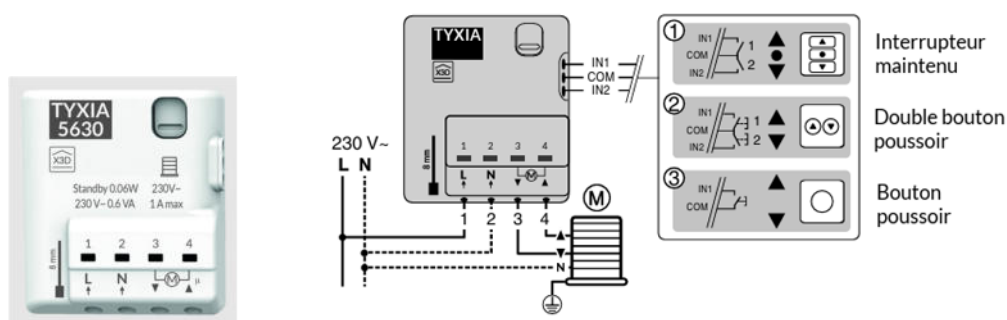 TYXIA
5630
X3D
Standby 0.06W 230V~
230 V~ 0.6 VA 1 A max
8 mm
1 2 3 4
L N M μ
TYXIA
X3D
IN1
COM
IN2
8 mm
1 2 3 4
L N M
230 V~
L N
1 2 3 4
M
N
1
IN1
COM
IN2
1
2
Interrupteur
maintenu
2
IN1
COM
IN2
1
2
Double bouton
poussoir
3
IN1
COM
Bouton
poussoir